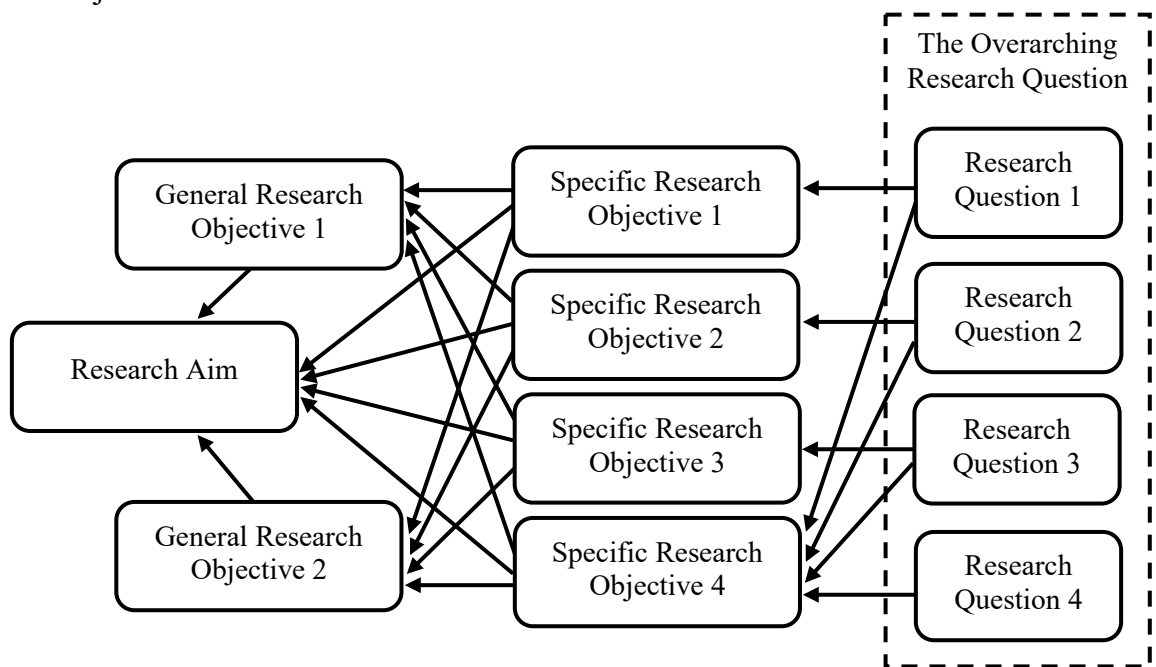 The Overarching
Research Question
General Research
Objective 1
Specific Research
Objective 1
Research
Question 1
Research Aim
Specific Research
Objective 2
Research
Question 2
Specific Research
Objective 3
Research
Question 3
General Research
Objective 2
Specific Research
Objective 4
Research
Question 4